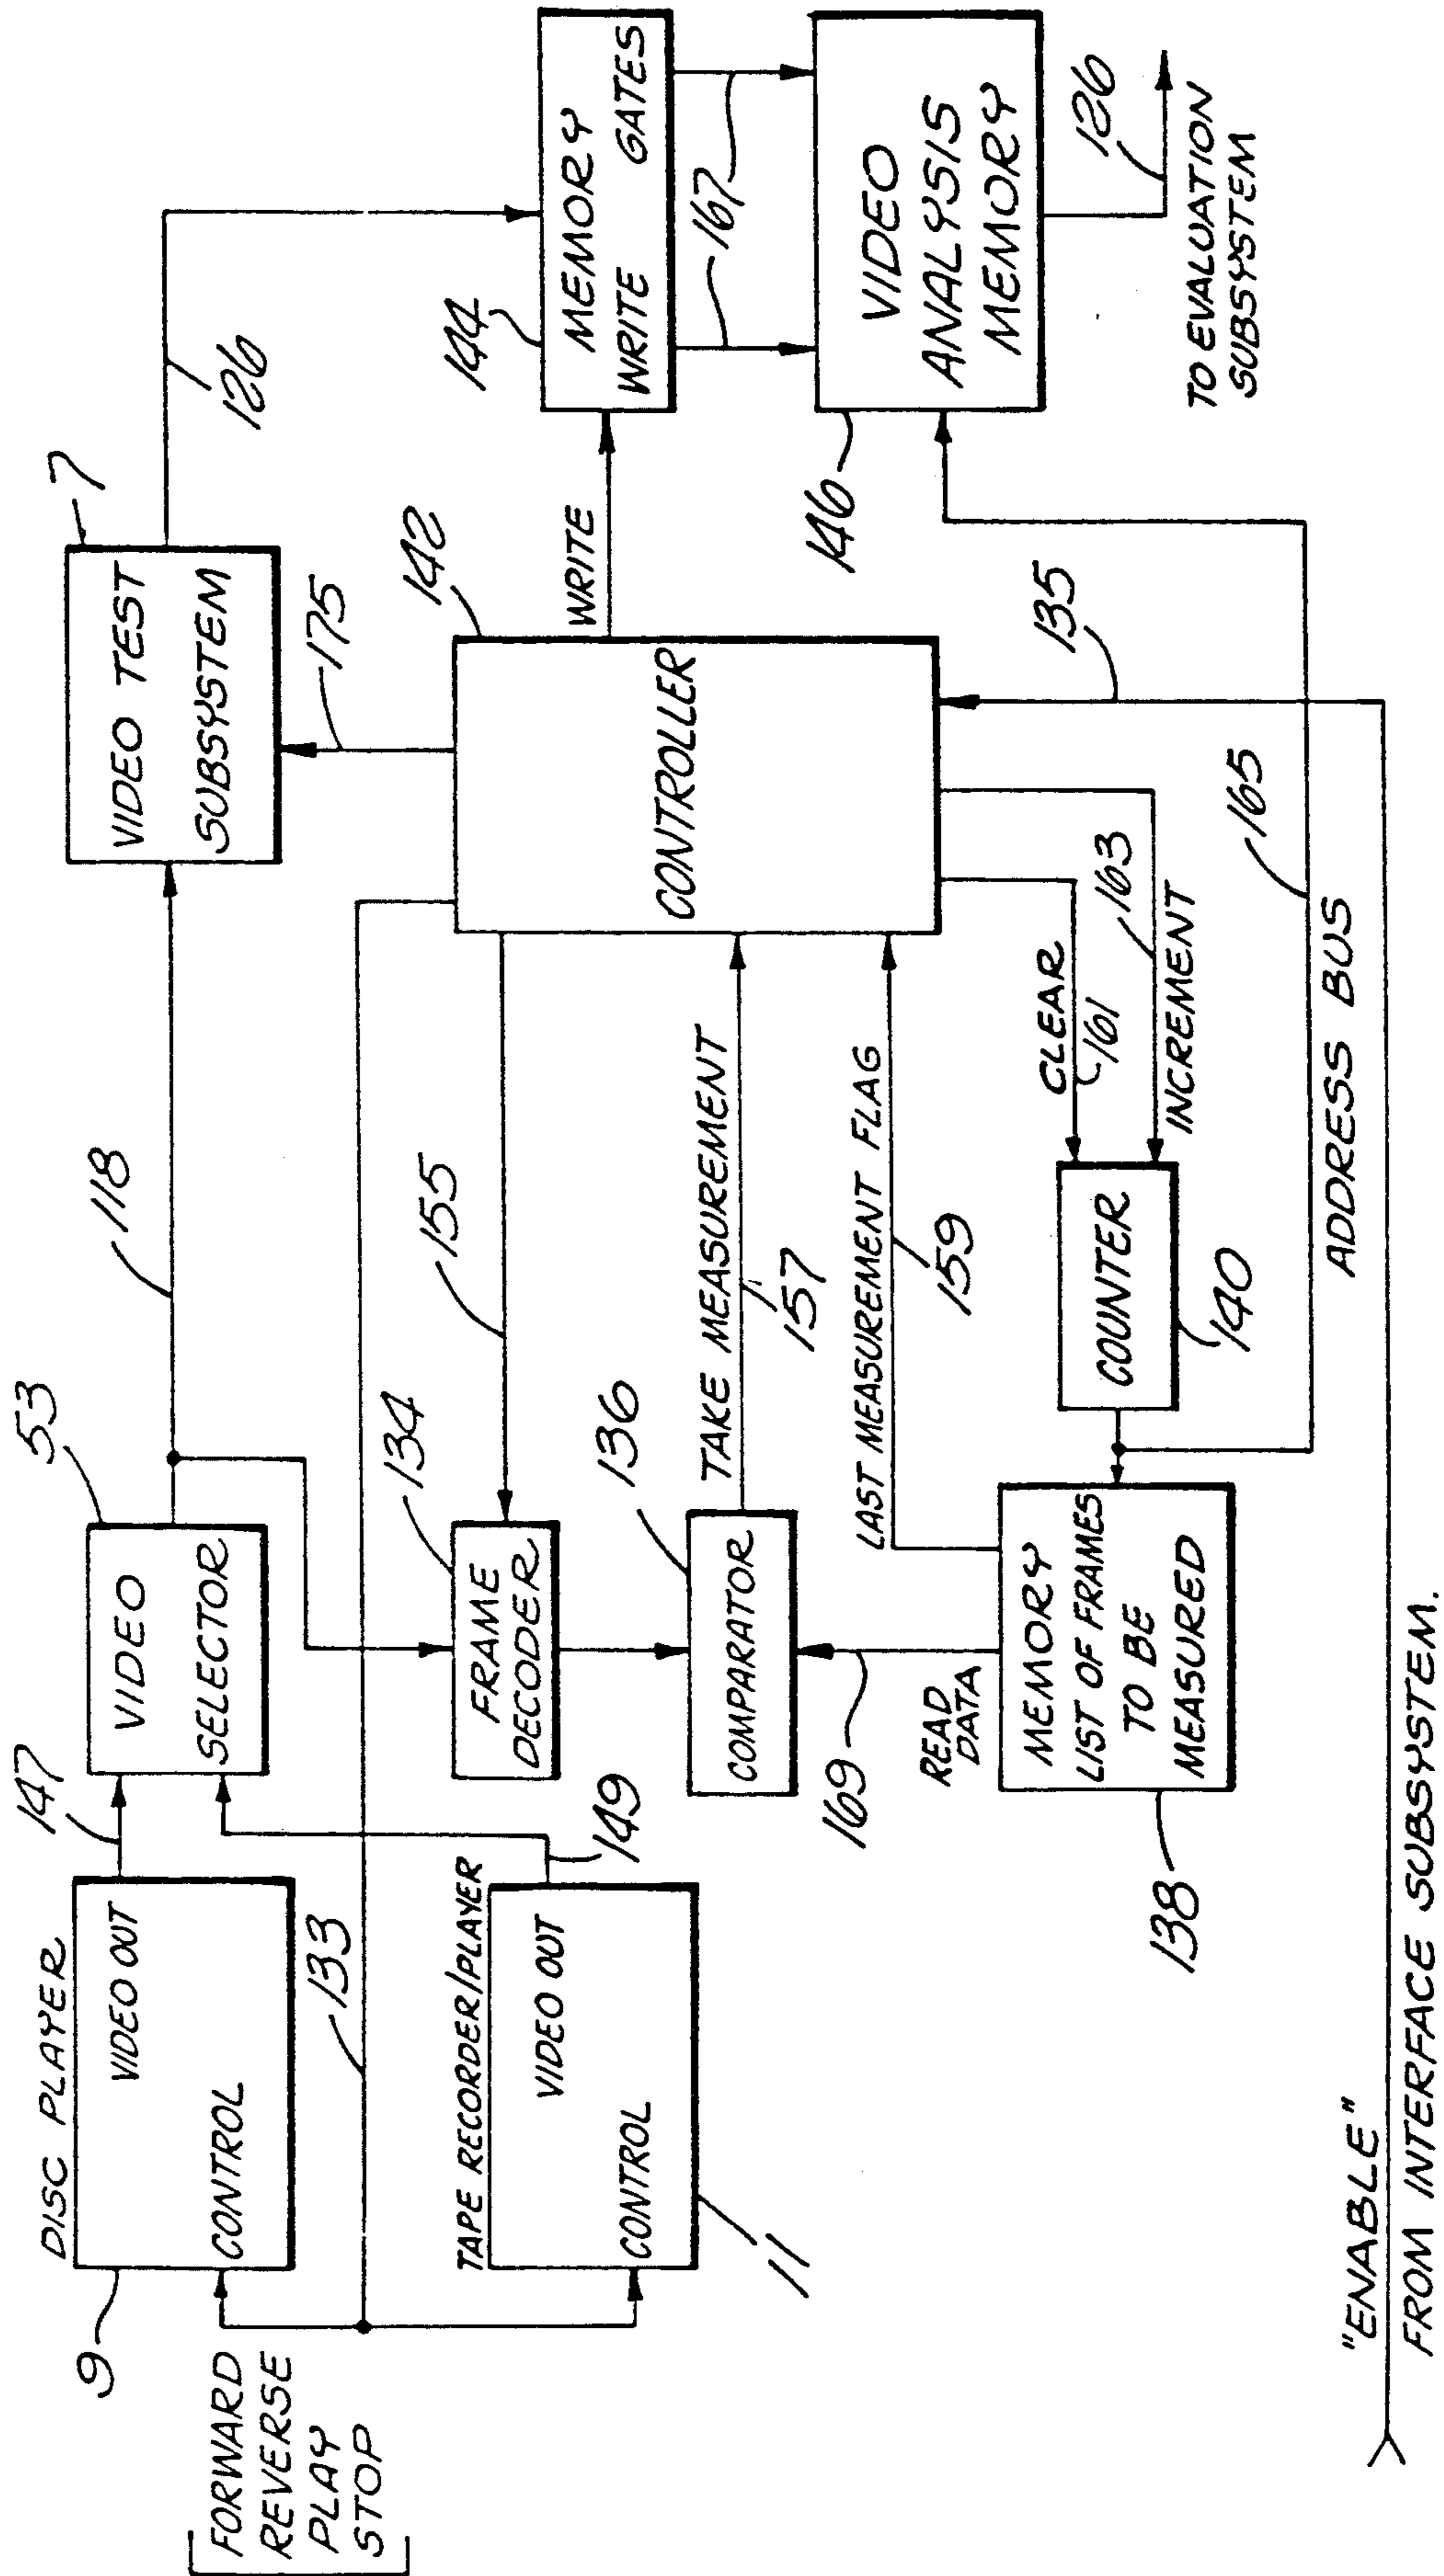 DISC PLAYER
9
VIDEO OUT
CONTROL
147
53
VIDEO
SELECTOR
118
7
VIDEO TEST
SUBSYSTEM
126
175
FORWARD
REVERSE
PLAY
STOP
133
TAPE RECORDER/PLAYER
VIDEO OUT
CONTROL
149
11
155
134
FRAME
DECODER
136
COMPARATOR
TAKE MEASUREMENT
157
142
CONTROLLER
WRITE
144
MEMORY
WRITE GATES
167
146
VIDEO
ANALYSIS
MEMORY
126
TO EVALUATION
SUBSYSTEM
169
READ
DATA
LAST MEASUREMENT FLAG
159
138
MEMORY
LIST OF FRAMES
TO BE
MEASURED
COUNTER
140
CLEAR
161
163
INCREMENT
135
165
ADDRESS BUS
"ENABLE"
FROM INTERFACE SUBSYSTEM.